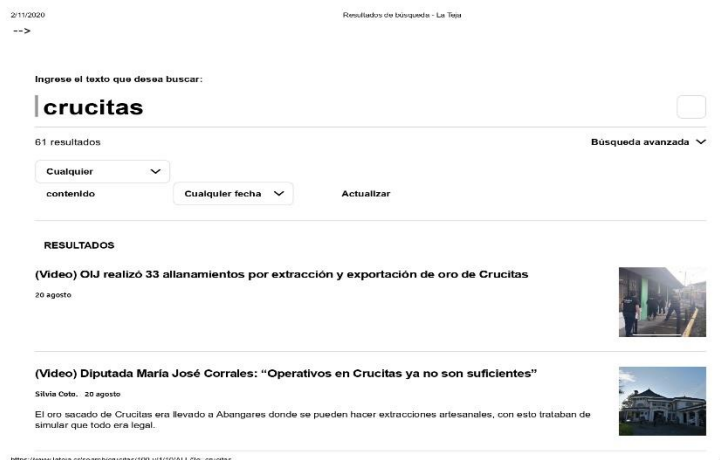 2/11/2020
Resultados de búsqueda - La Teja
-->
Ingrese el texto que desea buscar:
crucitas
61 resultados
Búsqueda avanzada
Cualquier
contenido
Cualquier fecha
Actualizar
RESULTADOS
(Video) OIJ realizó 33 allanamientos por extracción y exportación de oro de Crucitas
20 agosto
(Video) Diputada María José Corrales: “Operativos en Crucitas ya no son suficientes”
Silvia Coto. 20 agosto
El oro sacado de Crucitas era llevado a Abangares donde se pueden hacer extracciones artesanales, con esto trataban de
simular que todo era legal.